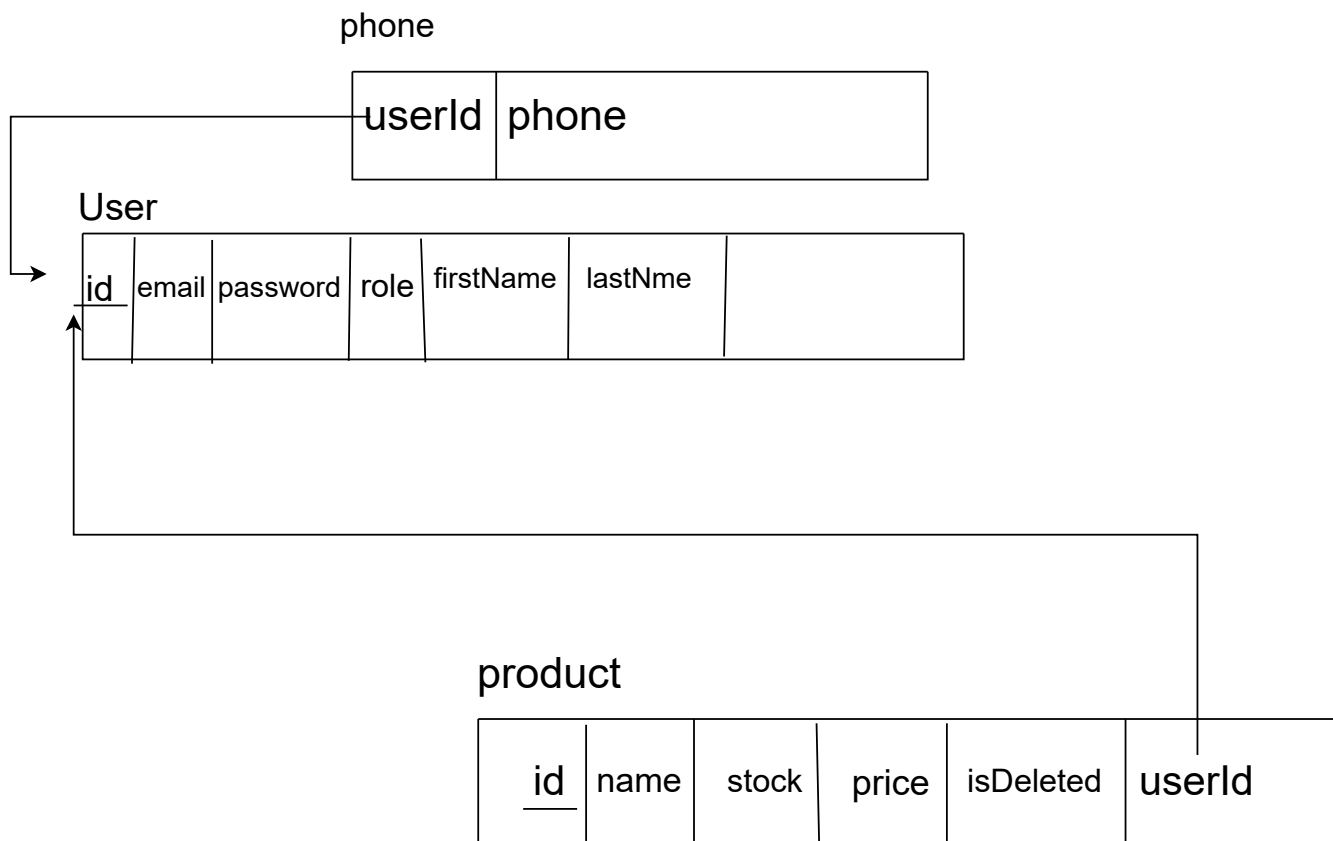 phone
userId phone
User
id email password role firstName lastNme
product
id name stock price isDeleted userId